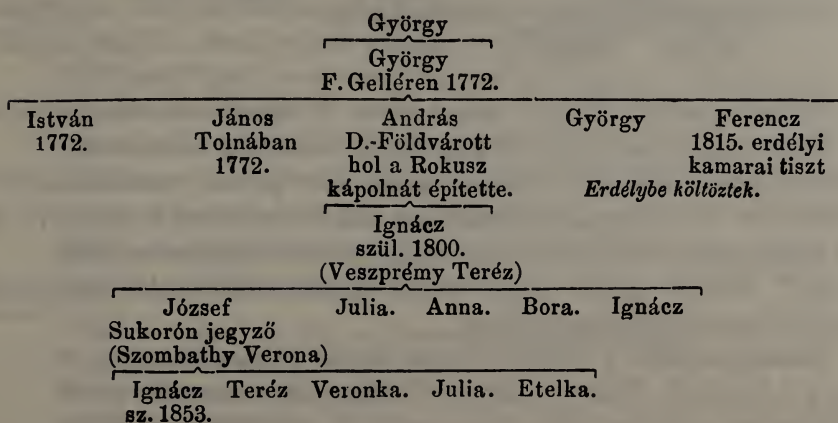 György
György
F. Gelléren 1772.
István János András György Ferencz
1772. Tolnában D.-Földvárott 1815. erdélyi
1772. hol a Rokusz kamarai tiszt
kápolnát építette. Erdélybe költöztek.
Ignácz
szül. 1800.
(Veszprémy Teréz)
József Julia. Anna. Bora. Ignácz
Sukorón jegyző
(Szombathy Verona)
Ignácz Teréz Veronka. Julia. Etelka.
sz. 1853.